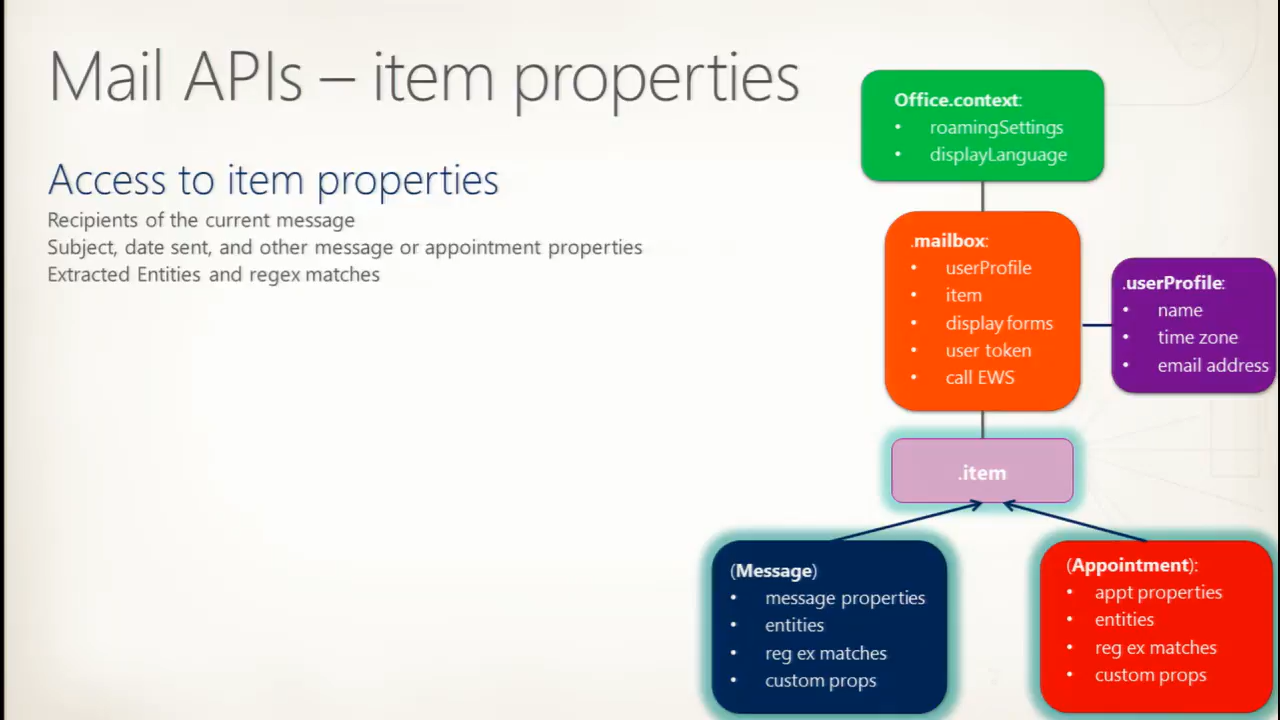 Mail APIs – item properties
Access to item properties
Recipients of the current message
Subject, date sent, and other message or appointment properties
Extracted Entities and regex matches
Office.context:
• roamingSettings
• displayLanguage
.mailbox:
• userProfile
• item
• display forms
• user token
• call EWS
.userProfile:
• name
• time zone
• email address
.item
(Message)
• message properties
• entities
• reg ex matches
• custom props
(Appointment):
• appt properties
• entities
• reg ex matches
• custom props